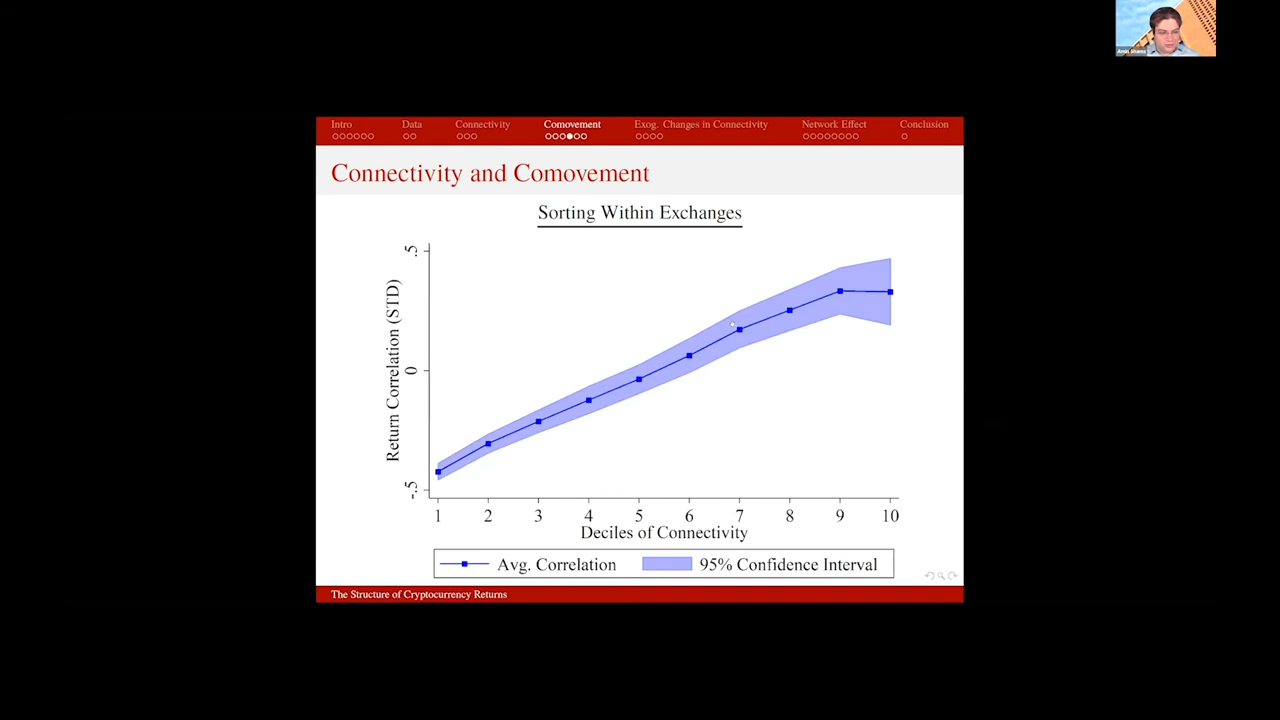 Amin Shams
Intro Data Connectivity Comovement Exog. Changes in Connectivity Network Effect Conclusion
Connectivity and Comovement
Sorting Within Exchanges
Return Correlation (STD)
.5
0
-.5
1 2 3 4 5 6 7 8 9 10
Deciles of Connectivity
Avg. Correlation 95% Confidence Interval
The Structure of Cryptocurrency Returns